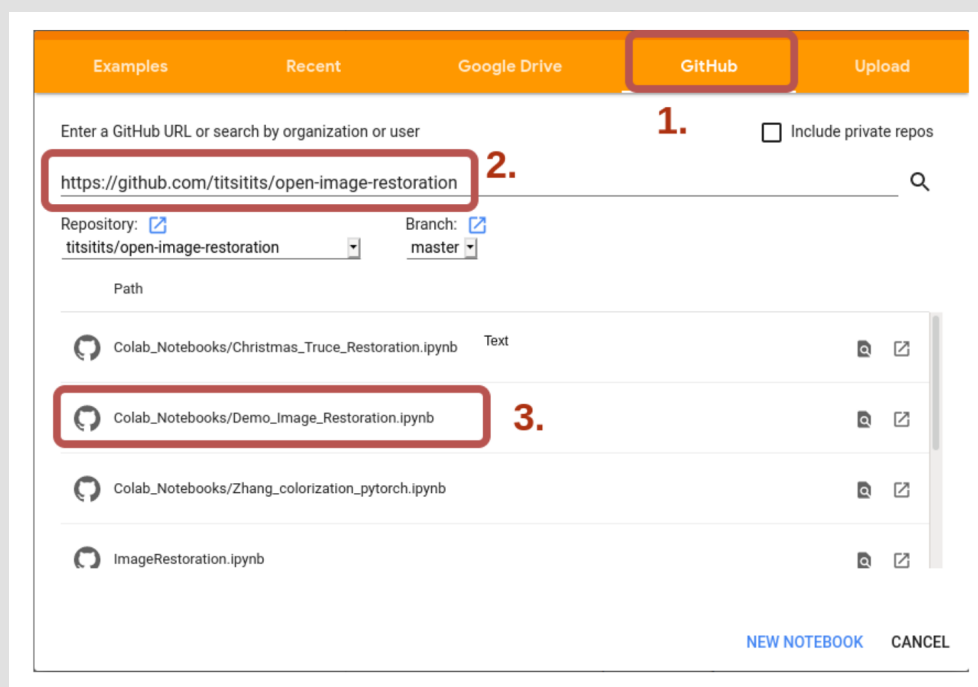 Examples Recent Google Drive GitHub Upload
1.
Enter a GitHub URL or search by organization or user Include private repos
2.
https://github.com/titsitits/open-image-restoration
Repository: Branch:
titsitits/open-image-restoration master
Path
Colab_Notebooks/Christmas_Truce_Restoration.ipynb Text
Colab_Notebooks/Demo_Image_Restoration.ipynb 3.
Colab_Notebooks/Zhang_colorization_pytorch.ipynb
ImageRestoration.ipynb
NEW NOTEBOOK CANCEL